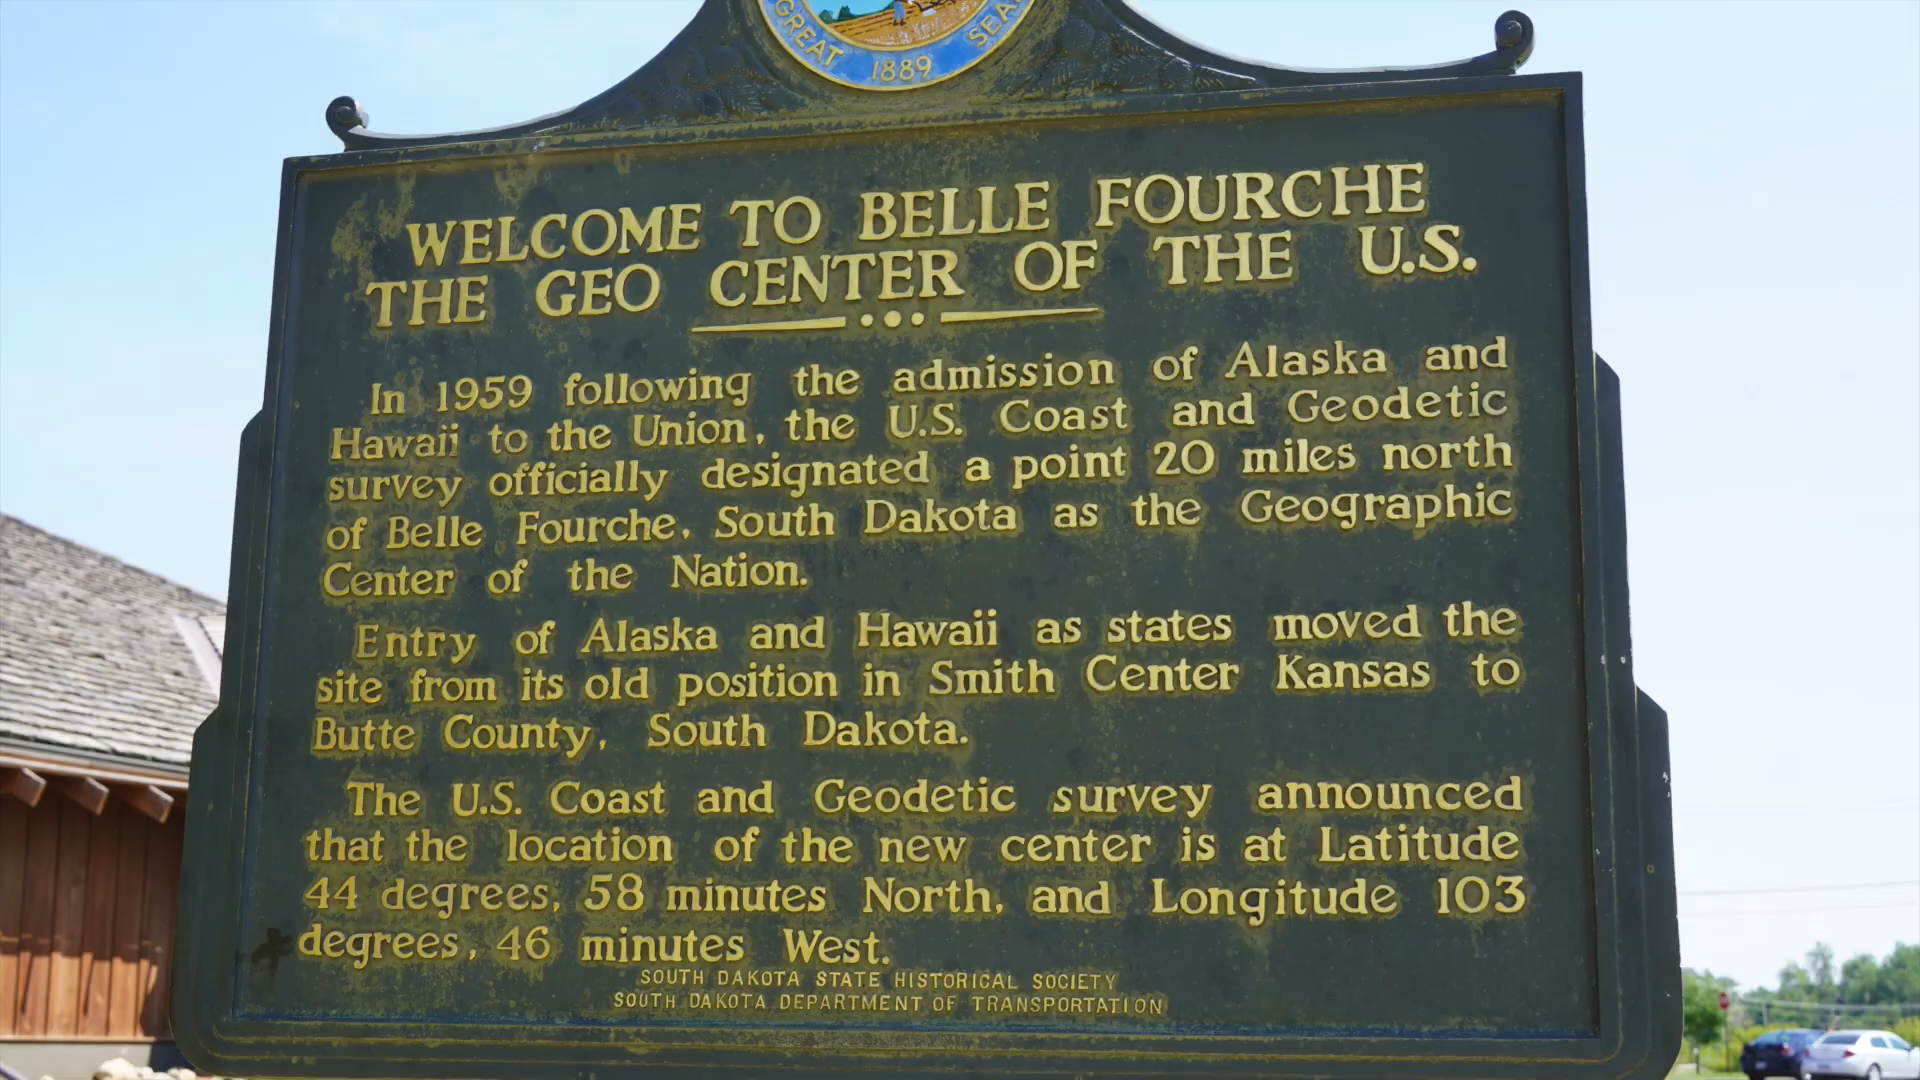 GREAT 1889 SEAL
WELCOME TO BELLE FOURCHE
THE GEO CENTER OF THE U.S.
In 1959 following the admission of Alaska and
Hawaii to the Union, the U.S. Coast and Geodetic
survey officially designated a point 20 miles north
of Belle Fourche, South Dakota as the Geographic
Center of the Nation.
Entry of Alaska and Hawaii as states moved the
site from its old position in Smith Center Kansas to
Butte County, South Dakota.
The U.S. Coast and Geodetic survey announced
that the location of the new center is at Latitude
44 degrees, 58 minutes North, and Longitude 103
degrees, 46 minutes West.
SOUTH DAKOTA STATE HISTORICAL SOCIETY
SOUTH DAKOTA DEPARTMENT OF TRANSPORTATION